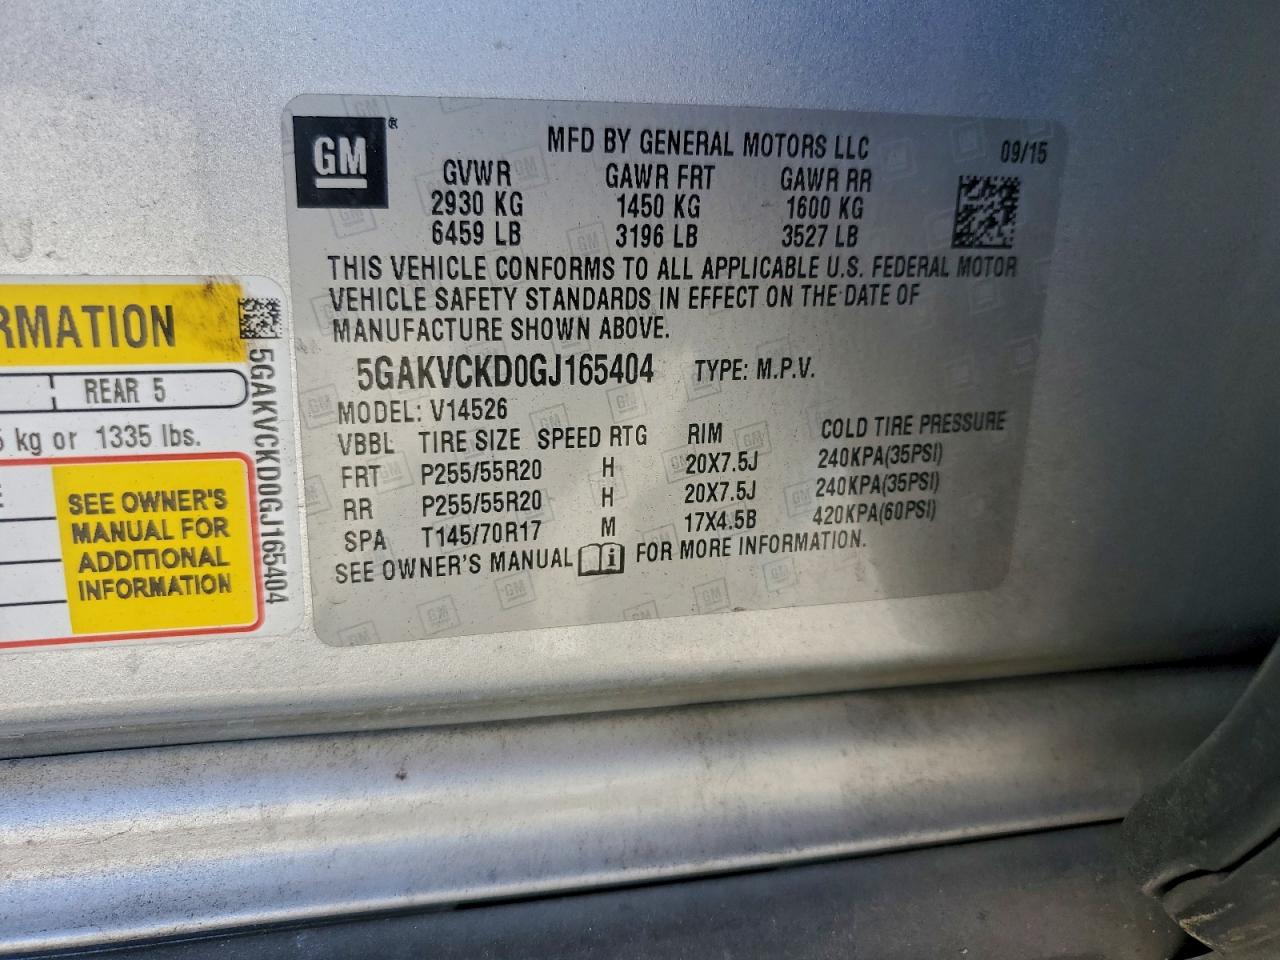 GM ®
MFD BY GENERAL MOTORS LLC 09/15
GVWR GAWR FRT GAWR RR
2930 KG 1450 KG 1600 KG
6459 LB 3196 LB 3527 LB
THIS VEHICLE CONFORMS TO ALL APPLICABLE U.S. FEDERAL MOTOR
VEHICLE SAFETY STANDARDS IN EFFECT ON THE DATE OF
MANUFACTURE SHOWN ABOVE.
5GAKVCKD0GJ165404 TYPE: M.P.V.
MODEL: V14526
VBBL TIRE SIZE SPEED RTG RIM COLD TIRE PRESSURE
FRT P255/55R20 H 20X7.5J 240KPA(35PSI)
RR P255/55R20 H 20X7.5J 240KPA(35PSI)
SPA T145/70R17 M 17X4.5B 420KPA(60PSI)
SEE OWNER'S MANUAL i FOR MORE INFORMATION.
RMATION
REAR 5
kg or 1335 lbs.
SEE OWNER'S
MANUAL FOR
ADDITIONAL
INFORMATION
5GAKVCKD0GJ165404